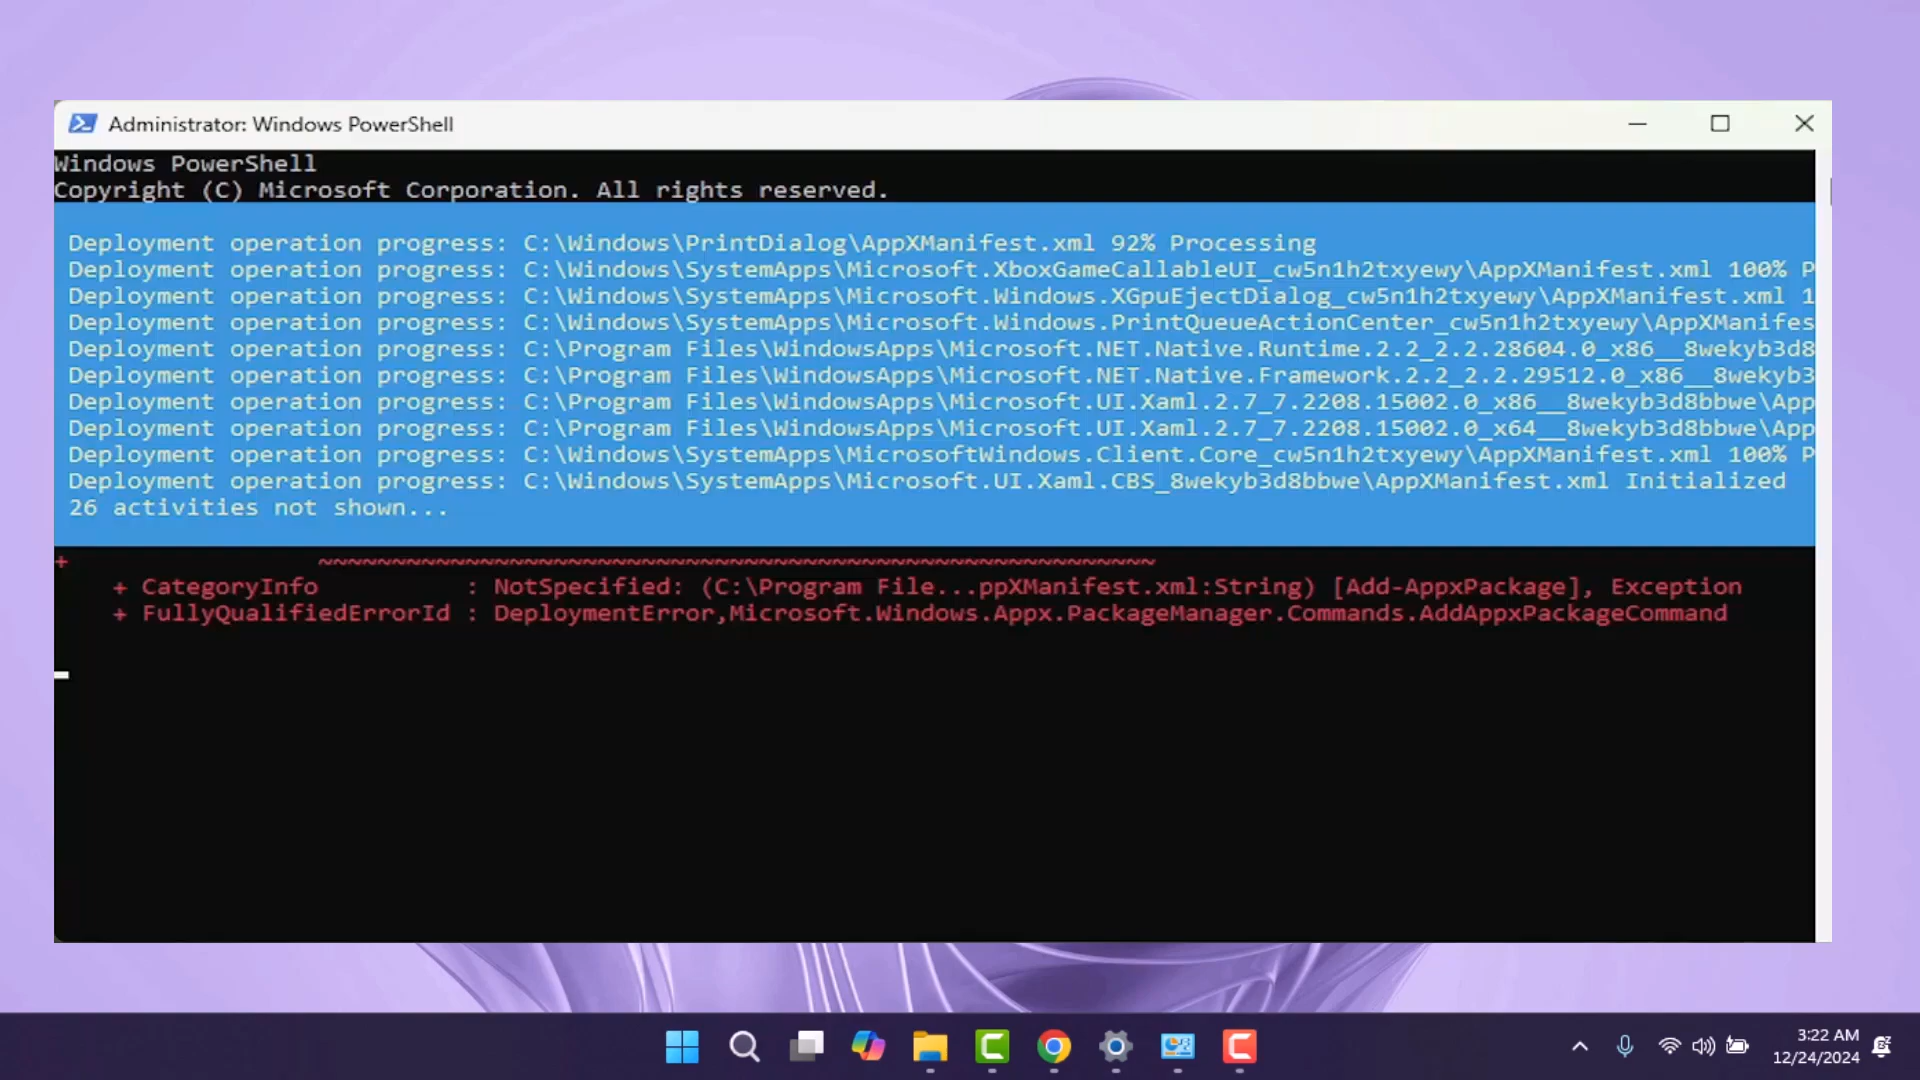 Administrator: Windows PowerShell
Windows PowerShell
Copyright (C) Microsoft Corporation. All rights reserved.
Deployment operation progress: C:\Windows\PrintDialog\AppXManifest.xml 92% Processing
Deployment operation progress: C:\Windows\SystemApps\Microsoft.XboxGameCallableUI_cw5n1h2txyewy\AppXManifest.xml 100% P
Deployment operation progress: C:\Windows\SystemApps\Microsoft.Windows.XGpuEjectDialog_cw5n1h2txyewy\AppXManifest.xml 1
Deployment operation progress: C:\Windows\SystemApps\Microsoft.Windows.PrintQueueActionCenter_cw5n1h2txyewy\AppXManifes
Deployment operation progress: C:\Program Files\WindowsApps\Microsoft.NET.Native.Runtime.2.2_2.2.28604.0_x86__8wekyb3d8
Deployment operation progress: C:\Program Files\WindowsApps\Microsoft.NET.Native.Framework.2.2_2.2.29512.0_x86__8wekyb3
Deployment operation progress: C:\Program Files\WindowsApps\Microsoft.UI.Xaml.2.7_7.2208.15002.0_x86__8wekyb3d8bbwe\App
Deployment operation progress: C:\Program Files\WindowsApps\Microsoft.UI.Xaml.2.7_7.2208.15002.0_x64__8wekyb3d8bbwe\App
Deployment operation progress: C:\Windows\SystemApps\MicrosoftWindows.Client.Core_cw5n1h2txyewy\AppXManifest.xml 100% P
Deployment operation progress: C:\Windows\SystemApps\Microsoft.UI.Xaml.CBS_8wekyb3d8bbwe\AppXManifest.xml Initialized
26 activities not shown...
+ ~~~~~~~~~~~~~~~~~~~~~~~~~~~~~~~~~~~~~~~~~~~~~~~~~~~~~~~~~
+ CategoryInfo : NotSpecified: (C:\Program File...ppXManifest.xml:String) [Add-AppxPackage], Exception
+ FullyQualifiedErrorId : DeploymentError,Microsoft.Windows.Appx.PackageManager.Commands.AddAppxPackageCommand
3:22 AM
12/24/2024